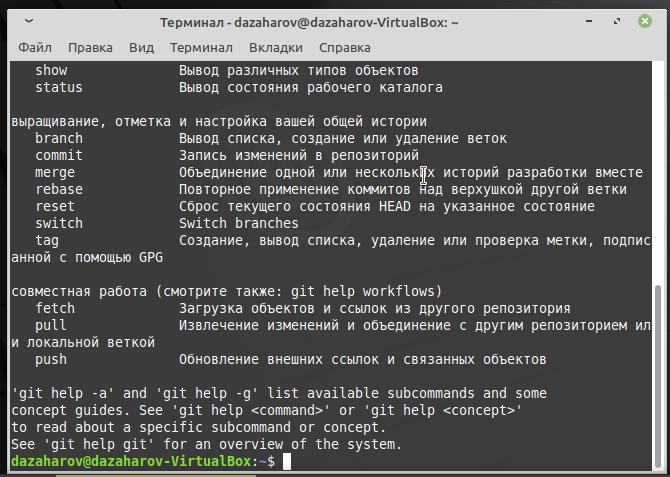 Терминал - dazaharov@dazaharov-VirtualBox: ~
Файл Правка Вид Терминал Вкладки Справка
show Вывод различных типов объектов
status Вывод состояния рабочего каталога
выращивание, отметка и настройка вашей общей истории
branch Вывод списка, создание или удаление веток
commit Запись изменений в репозиторий
merge Объединение одной или нескольких историй разработки вместе
rebase Повторное применение коммитов над верхушкой другой ветки
reset Сброс текущего состояния HEAD на указанное состояние
switch Switch branches
tag Создание, вывод списка, удаление или проверка метки, подпис
анной с помощью GPG
совместная работа (смотрите также: git help workflows)
fetch Загрузка объектов и ссылок из другого репозитория
pull Извлечение изменений и объединение с другим репозиторием ил
и локальной веткой
push Обновление внешних ссылок и связанных объектов
'git help -a' and 'git help -g' list available subcommands and some
concept guides. See 'git help <command>' or 'git help <concept>'
to read about a specific subcommand or concept.
See 'git help git' for an overview of the system.
dazaharov@dazaharov-VirtualBox:~$